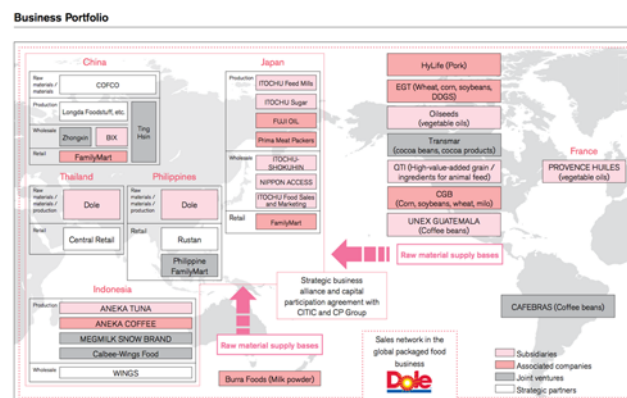 Business Portfolio
China
Raw
materials /
materials
COFCO
Production
Longda Foodstuff, etc.
Ting
Hsin
Wholesale
Zhongxin
BIX
Retail
FamilyMart
Thailand
Raw
materials /
materials /
production
Dole
Retail
Central Retail
Philippines
Raw
materials /
materials /
production
Dole
Retail
Rustan
Philippine
FamilyMart
Indonesia
Production
ANEKA TUNA
ANEKA COFFEE
MEGMILK SNOW BRAND
Calbee-Wings Food
Wholesale
WINGS
Japan
Production
ITOCHU Feed Mills
ITOCHU Sugar
FUJI OIL
Prima Meat Packers
Wholesale
ITOCHU-
SHOKUHIN
NIPPON ACCESS
ITOCHU Food Sales
and Marketing
Retail
FamilyMart
HyLife (Pork)
EGT (Wheat, corn, soybeans,
DDGS)
Oilseeds
(vegetable oils)
Transmar
(cocoa beans, cocoa products)
QTI (High-value-added grain /
ingredients for animal feed)
CGB
(Corn, soybeans, wheat, milo)
UNEX GUATEMALA
(Coffee beans)
Raw material supply bases
France
PROVENCE HUILES
(vegetable oils)
Strategic business
alliance and capital
participation agreement with
CITIC and CP Group
Raw material supply bases
Burra Foods (Milk powder)
Sales network in the
global packaged food
business
Dole
CAFEBRAS (Coffee beans)
Subsidiaries
Associated companies
Joint ventures
Strategic partners